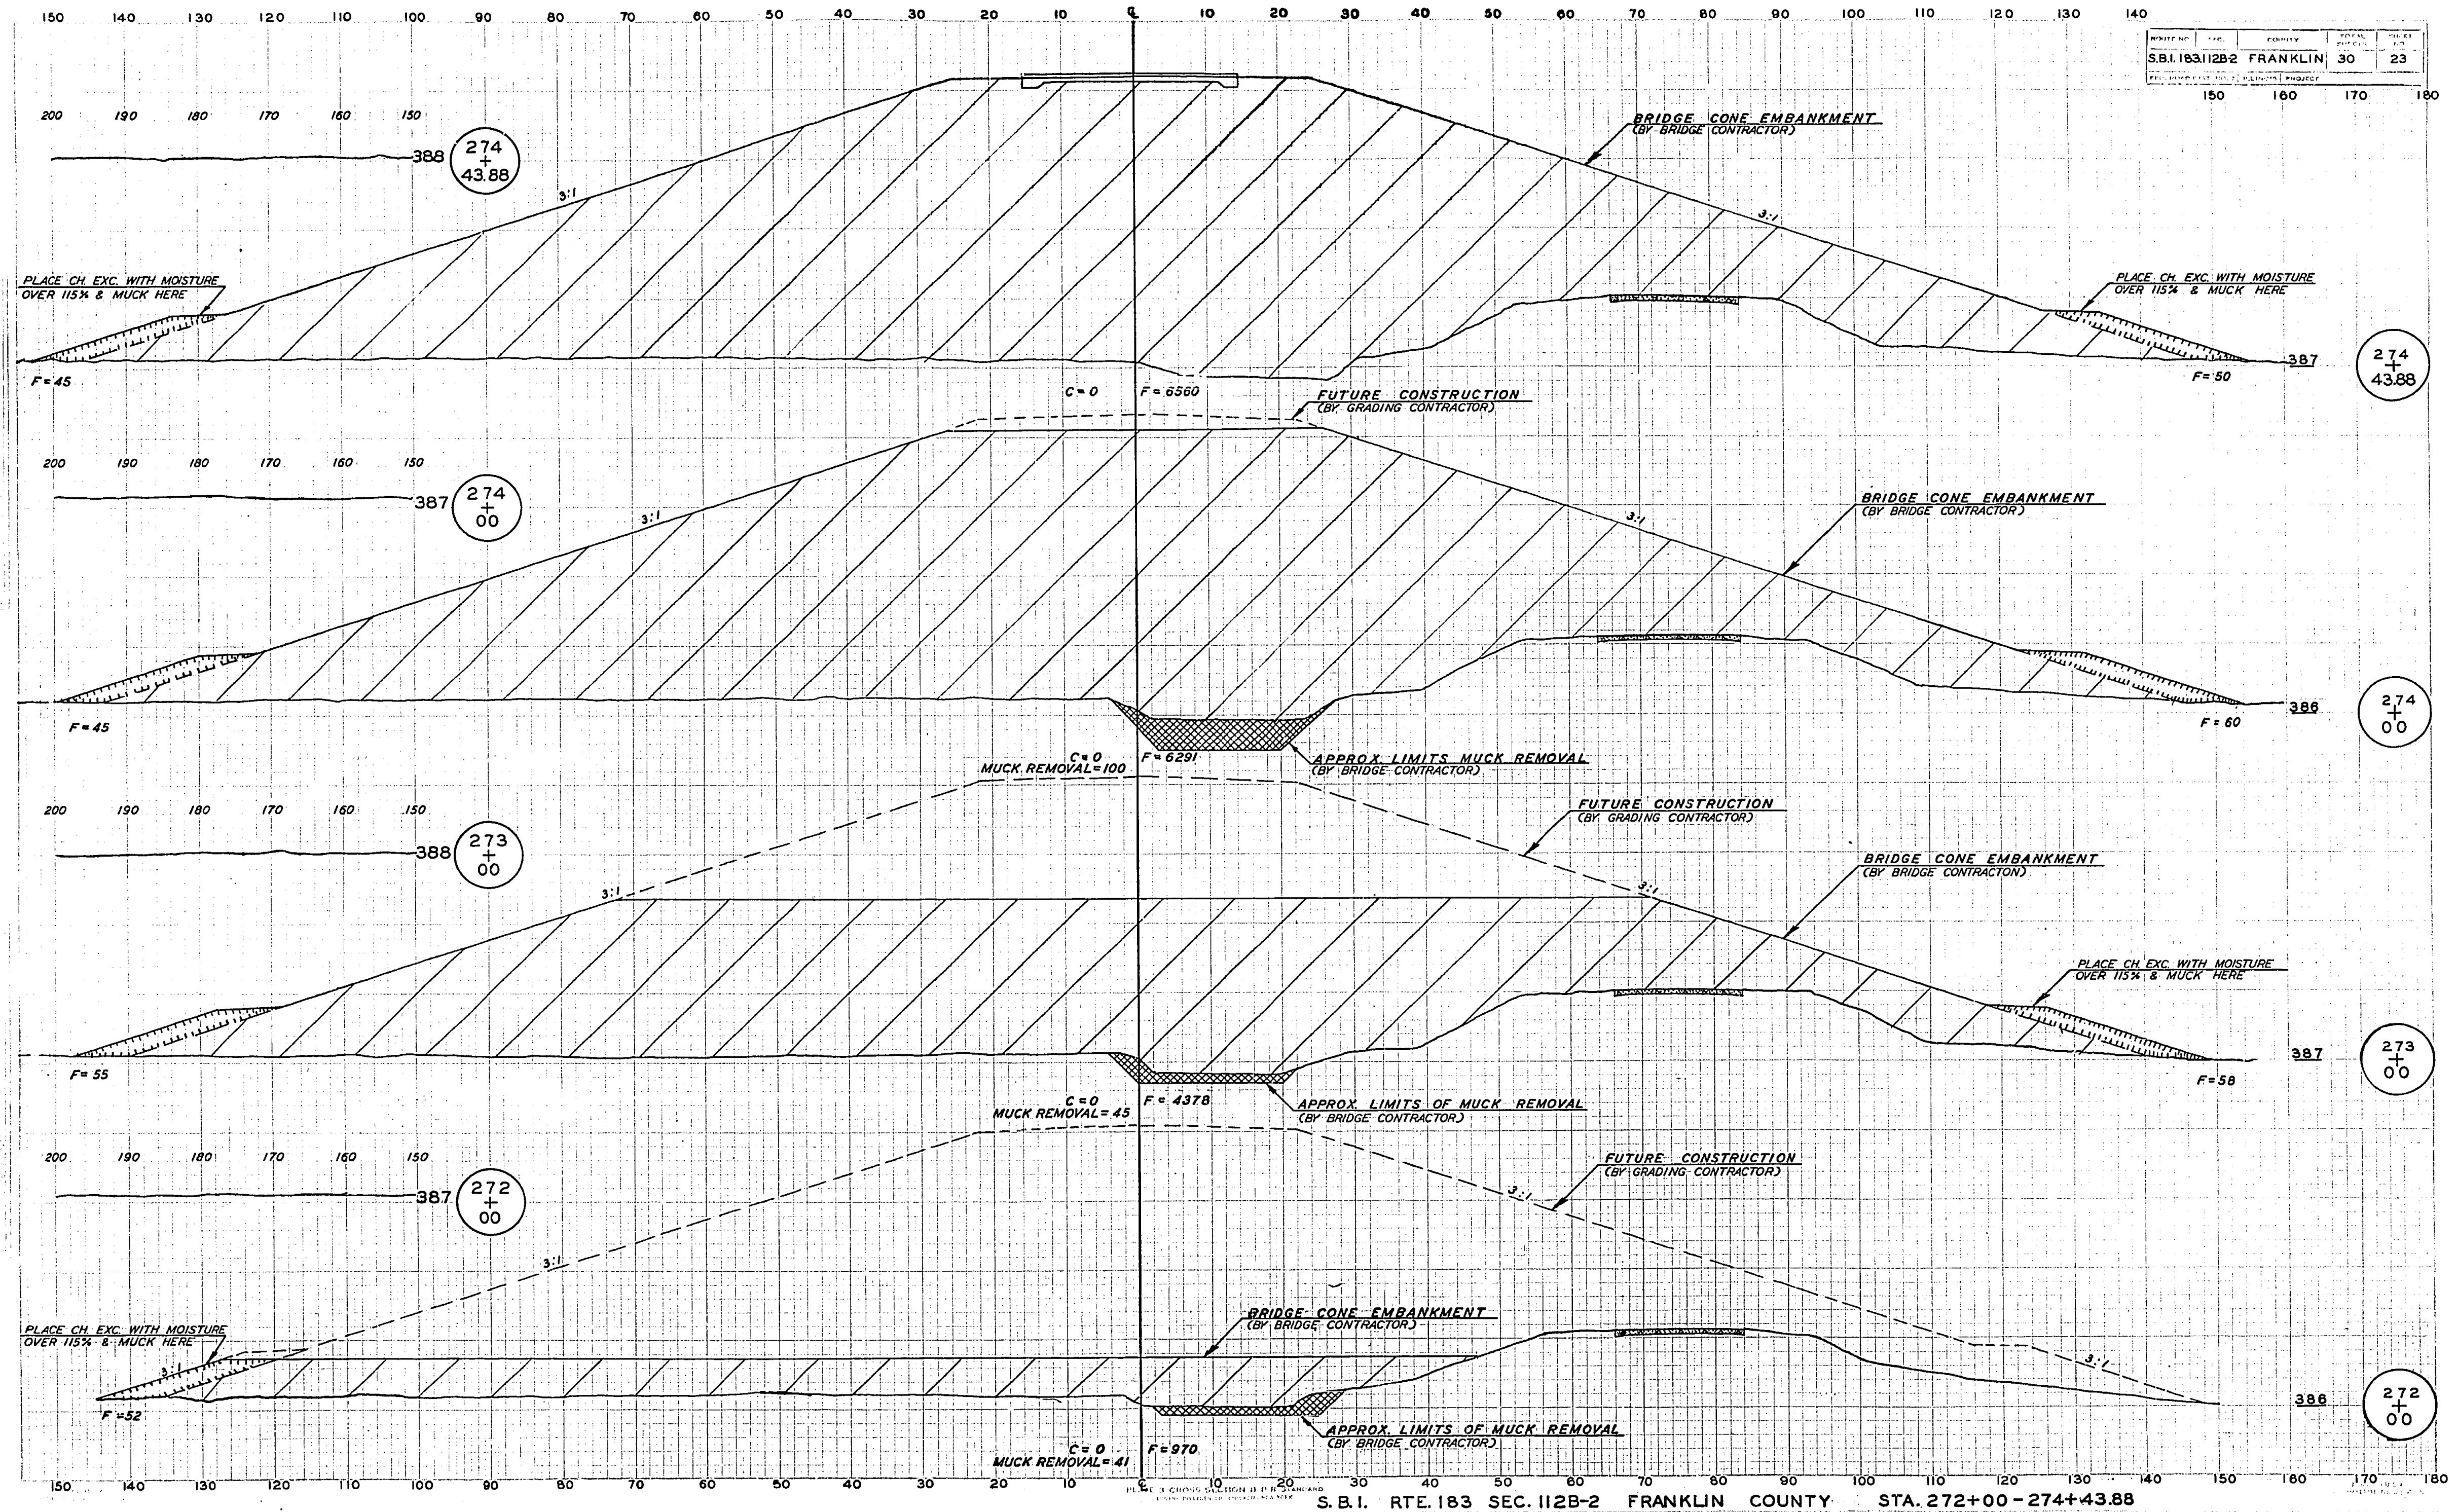 150 140 130 120 110 100 90 80 70 60 50 40 30 20 10 ℄ 10 20 30 40 50 60 70 80 90 100 110 120 130 140
ROUTE NO. SEC. COUNTY TOTAL SHEETS SHEET NO.
S.B.I. 183 112B-2 FRANKLIN 30 23
150 160 170 180
200 190 180 170 160 150
388
274
+
43.88
BRIDGE CONE EMBANKMENT
(BY BRIDGE CONTRACTOR)
3:1
3:1
PLACE CH. EXC. WITH MOISTURE
OVER 115% & MUCK HERE
PLACE CH. EXC. WITH MOISTURE
OVER 115% & MUCK HERE
387
274
+
43.88
F=45
F=50
C=0 F=6560
FUTURE CONSTRUCTION
(BY GRADING CONTRACTOR)
200 190 180 170 160 150
387
274
+
00
3:1
3:1
BRIDGE CONE EMBANKMENT
(BY BRIDGE CONTRACTOR)
386
274
+
00
F=45
F=60
C=0 F=6291
MUCK REMOVAL=100
APPROX. LIMITS MUCK REMOVAL
(BY BRIDGE CONTRACTOR)
200 190 180 170 160 150
388
273
+
00
FUTURE CONSTRUCTION
(BY GRADING CONTRACTOR)
3:1
3:1
BRIDGE CONE EMBANKMENT
(BY BRIDGE CONTRACTON)
PLACE CH. EXC. WITH MOISTURE
OVER 115% & MUCK HERE
387
273
+
00
F=55
F=58
C=0 F=4378
MUCK REMOVAL=45
APPROX. LIMITS OF MUCK REMOVAL
(BY BRIDGE CONTRACTOR)
200 190 180 170 160 150
387
272
+
00
FUTURE CONSTRUCTION
(BY GRADING CONTRACTOR)
3:1
3:1
BRIDGE CONE EMBANKMENT
(BY BRIDGE CONTRACTOR)
PLACE CH. EXC. WITH MOISTURE
OVER 115% & MUCK HERE
3:1
3:1
386
272
+
00
F=52
APPROX. LIMITS OF MUCK REMOVAL
(BY BRIDGE CONTRACTOR)
C=0 F=970
MUCK REMOVAL=41
150 140 130 120 110 100 90 80 70 60 50 40 30 20 10 ℄ 10 20 30 40 50 60 70 80 90 100 110 120 130 140 150 160 170 180
PLATE 3 CROSS SECTION B.P.R. STANDARD
S.B.I. RTE. 183 SEC. 112B-2 FRANKLIN COUNTY STA. 272+00-274+43.88